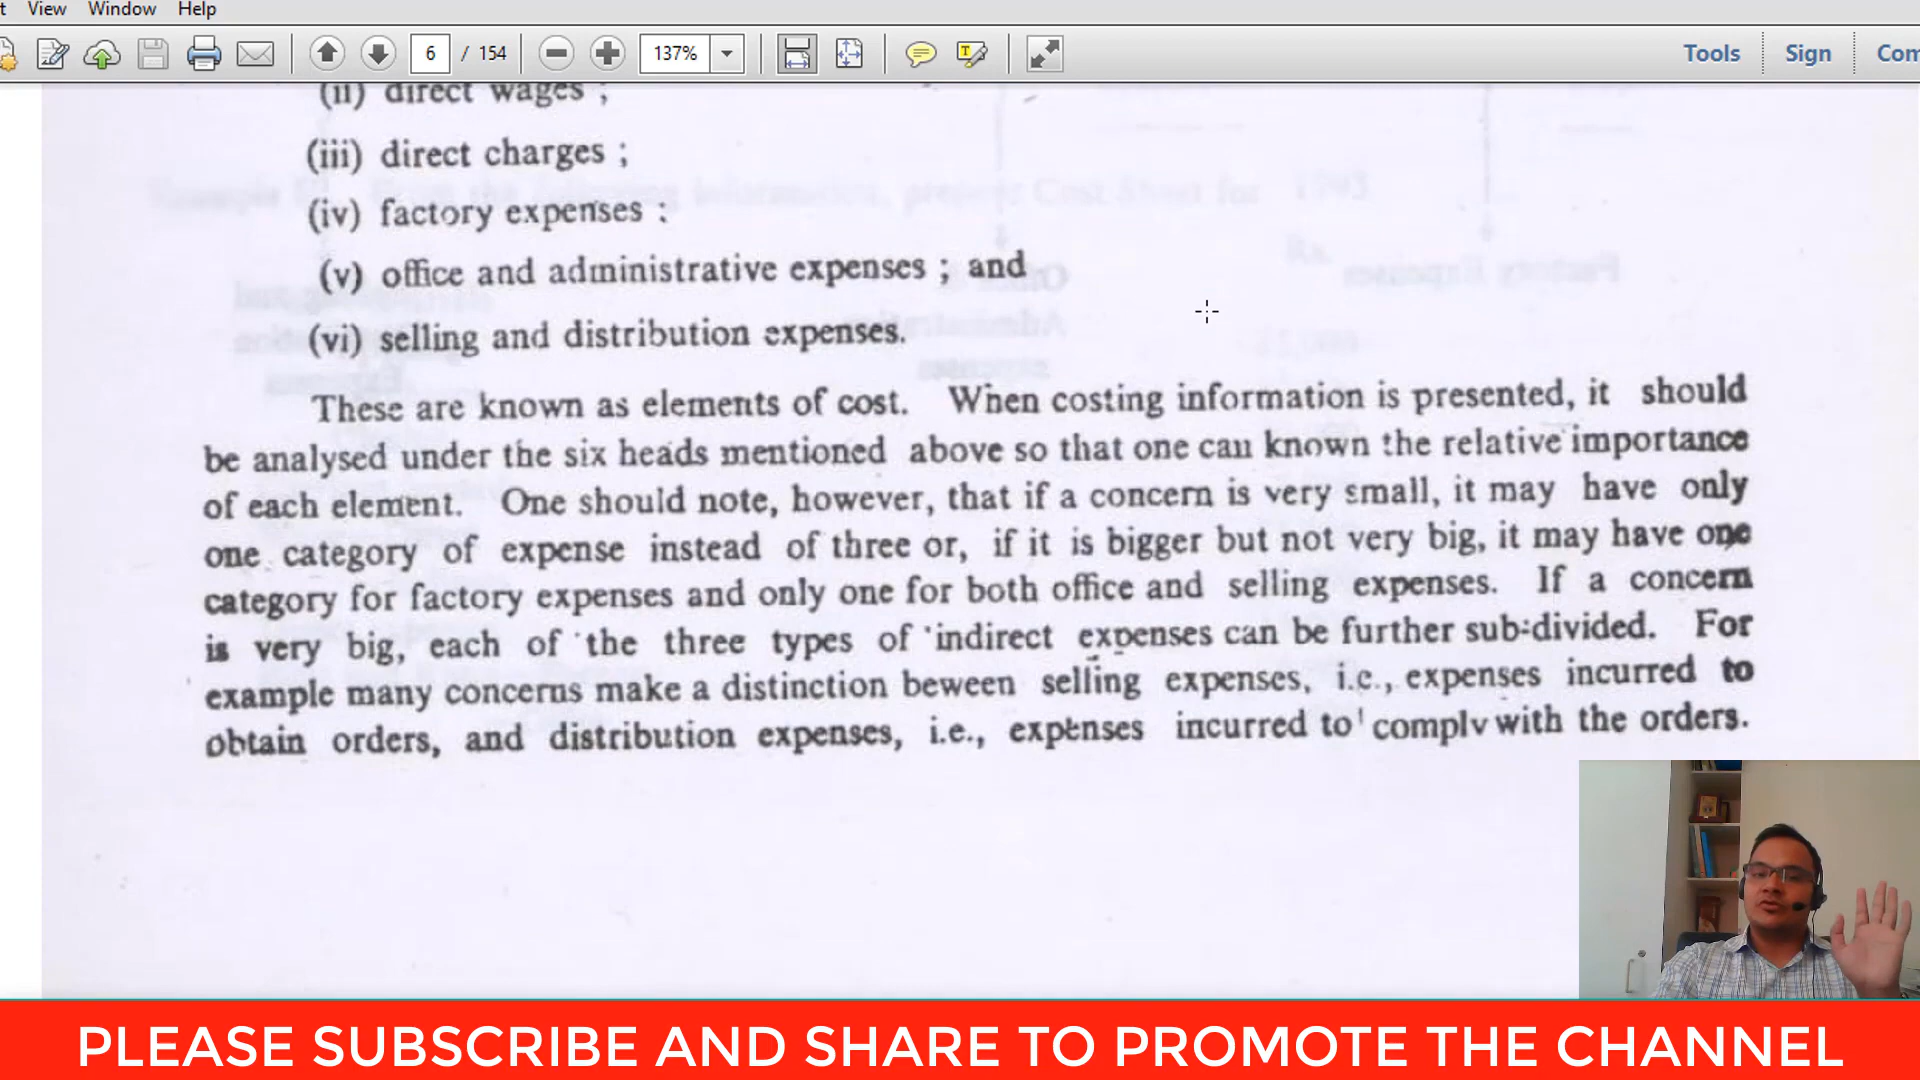 View Window Help
6 / 154 137% Tools Sign Com
(ii) direct wages ;
(iii) direct charges ;
(iv) factory expenses :
(v) office and administrative expenses ; and
(vi) selling and distribution expenses.
These are known as elements of cost. When costing information is presented, it should
be analysed under the six heads mentioned above so that one can known the relative importance
of each element. One should note, however, that if a concern is very small, it may have only
one category of expense instead of three or, if it is bigger but not very big, it may have one
category for factory expenses and only one for both office and selling expenses. If a concern
is very big, each of the three types of indirect expenses can be further sub-divided. For
example many concerns make a distinction beween selling expenses, i.e., expenses incurred to
obtain orders, and distribution expenses, i.e., expenses incurred to comply with the orders.
PLEASE SUBSCRIBE AND SHARE TO PROMOTE THE CHANNEL